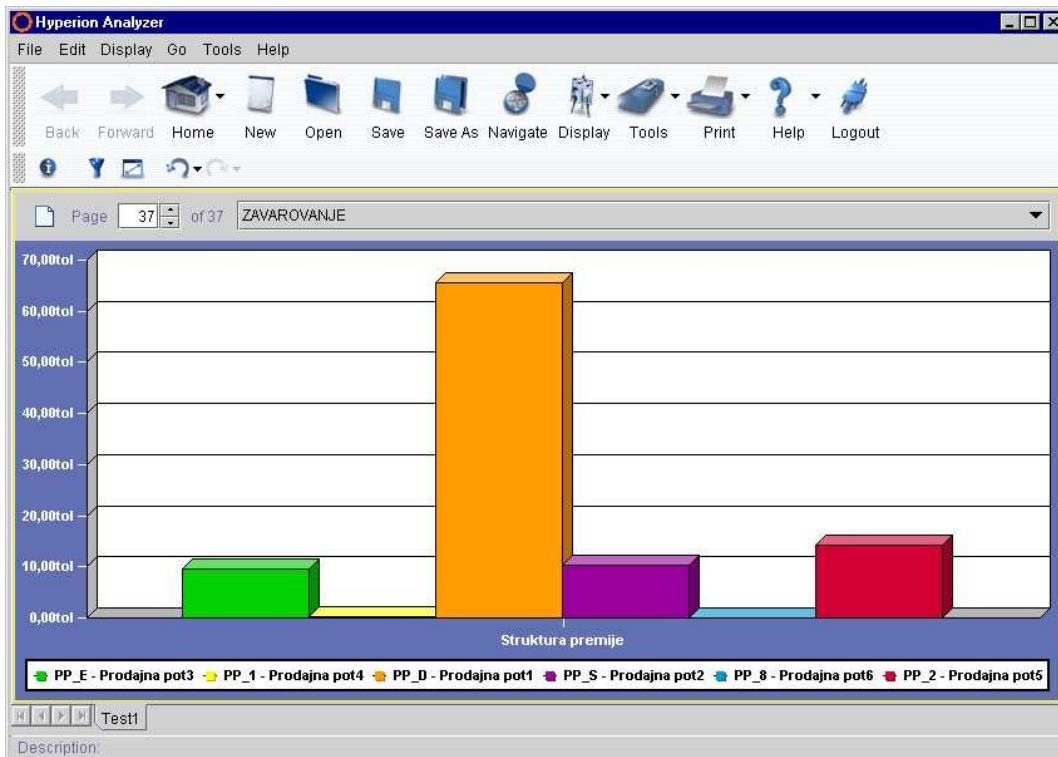 Hyperion Analyzer
File Edit Display Go Tools Help
Back Forward Home New Open Save Save As Navigate Display Tools Print Help Logout
Page 37 of 37 ZAVAROVANJE
70,00tol
60,00tol
50,00tol
40,00tol
30,00tol
20,00tol
10,00tol
0,00tol
Struktura premije
PP_E - Prodajna pot3 PP_1 - Prodajna pot4 PP_D - Prodajna pot1 PP_S - Prodajna pot2 PP_8 - Prodajna pot6 PP_2 - Prodajna pot5
Test1
Description: